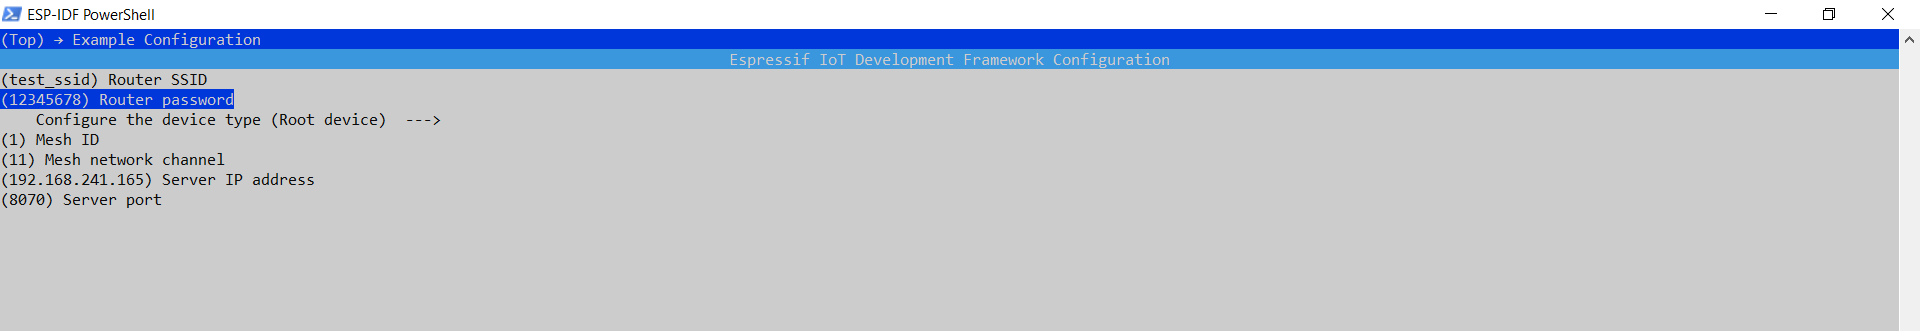 ESP-IDF PowerShell
(Top) → Example Configuration
Espressif IoT Development Framework Configuration
(test_ssid) Router SSID
(12345678) Router password
Configure the device type (Root device)  --->
(1) Mesh ID
(11) Mesh network channel
(192.168.241.165) Server IP address
(8070) Server port